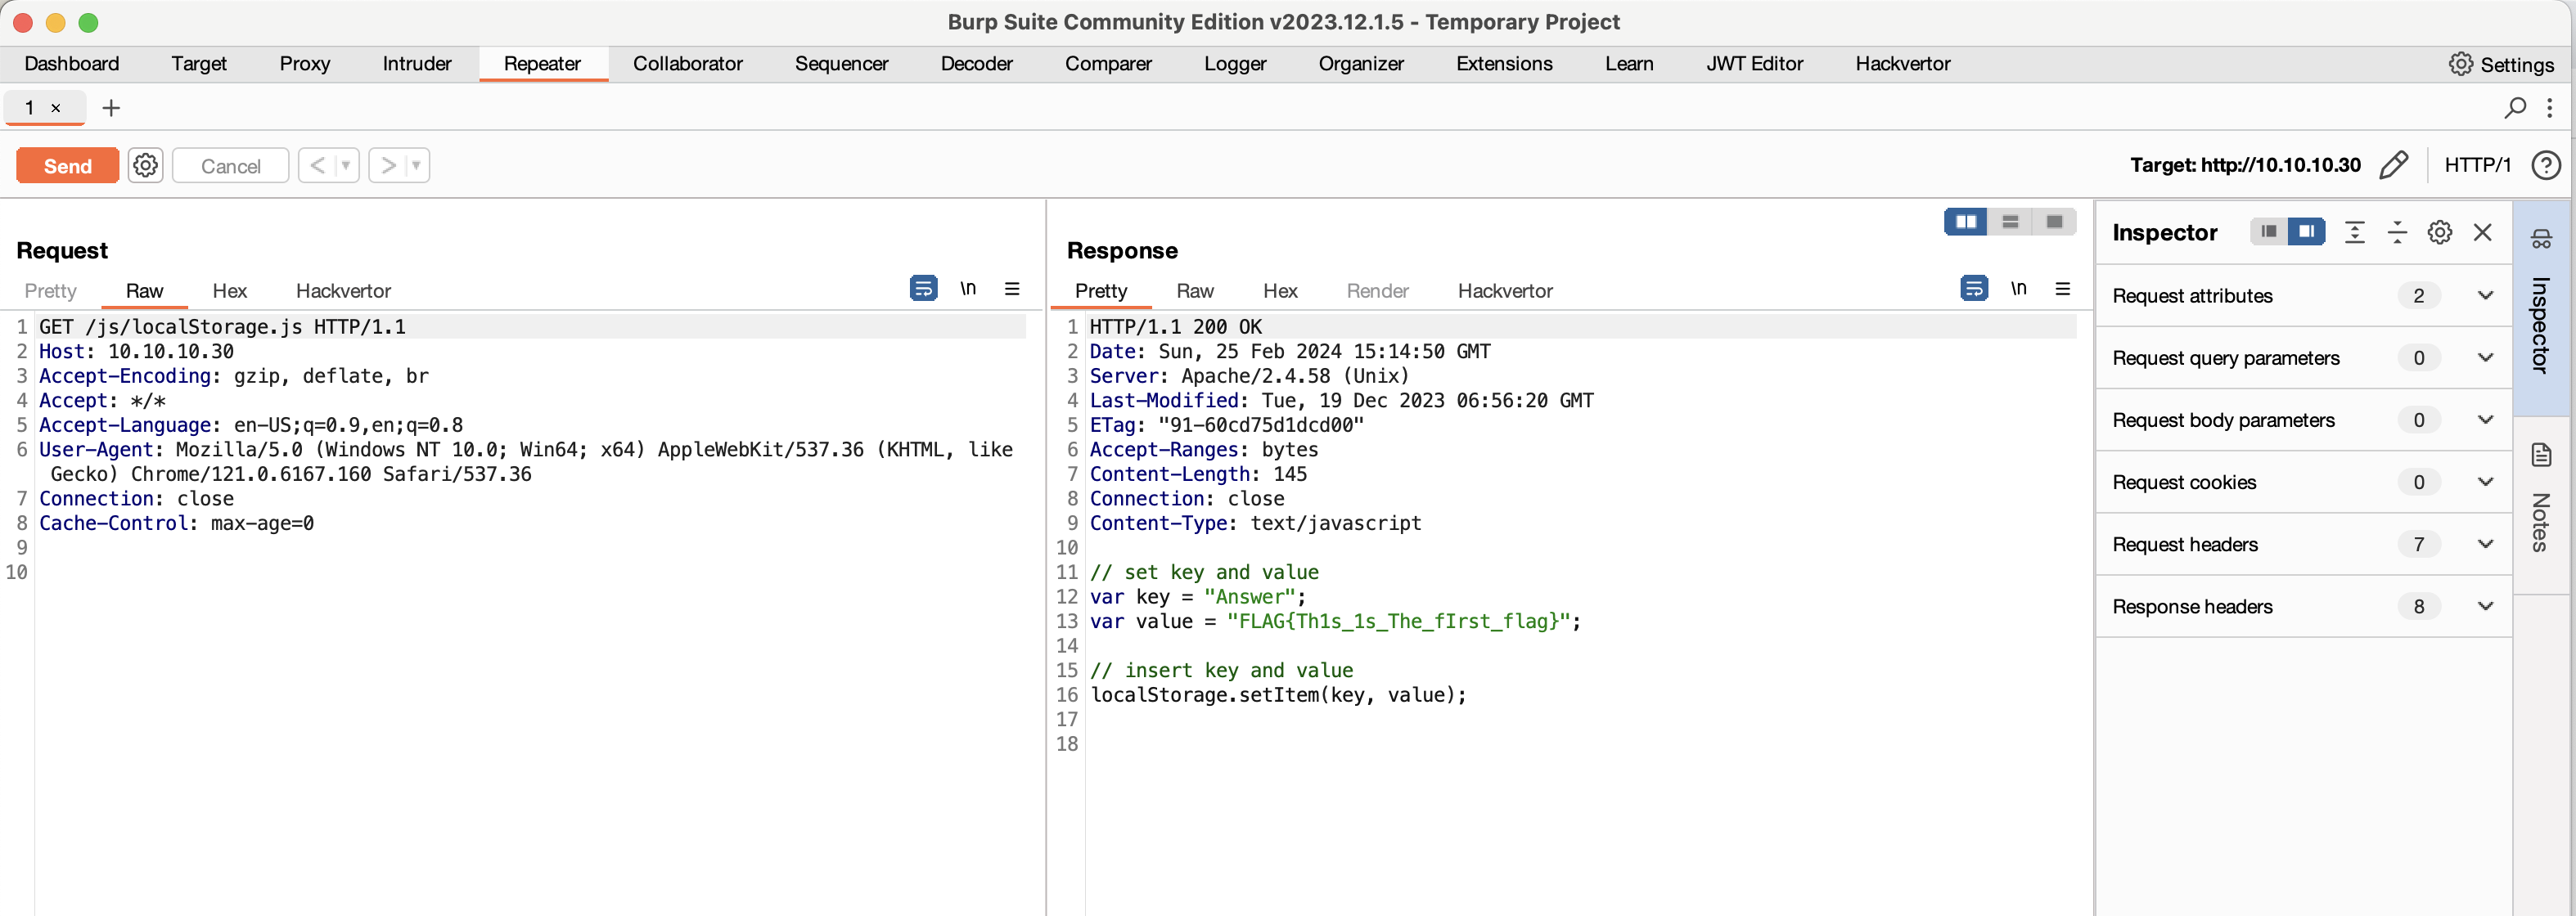 Burp Suite Community Edition v2023.12.1.5 - Temporary Project
Dashboard Target Proxy Intruder Repeater Collaborator Sequencer Decoder Comparer Logger Organizer Extensions Learn JWT Editor Hackvertor Settings
1 × +
Send Cancel < > Target: http://10.10.10.30 HTTP/1 ?
Request
Pretty Raw Hex Hackvertor \n
1 GET /js/localStorage.js HTTP/1.1
2 Host: 10.10.10.30
3 Accept-Encoding: gzip, deflate, br
4 Accept: */*
5 Accept-Language: en-US;q=0.9,en;q=0.8
6 User-Agent: Mozilla/5.0 (Windows NT 10.0; Win64; x64) AppleWebKit/537.36 (KHTML, like
Gecko) Chrome/121.0.6167.160 Safari/537.36
7 Connection: close
8 Cache-Control: max-age=0
9
10
Response
Pretty Raw Hex Render Hackvertor \n
1 HTTP/1.1 200 OK
2 Date: Sun, 25 Feb 2024 15:14:50 GMT
3 Server: Apache/2.4.58 (Unix)
4 Last-Modified: Tue, 19 Dec 2023 06:56:20 GMT
5 ETag: "91-60cd75d1dcd00"
6 Accept-Ranges: bytes
7 Content-Length: 145
8 Connection: close
9 Content-Type: text/javascript
10
11 // set key and value
12 var key = "Answer";
13 var value = "FLAG{Th1s_1s_The_fIrst_flag}";
14
15 // insert key and value
16 localStorage.setItem(key, value);
17
18
Inspector
Request attributes 2
Request query parameters 0
Request body parameters 0
Request cookies 0
Request headers 7
Response headers 8
Inspector
Notes